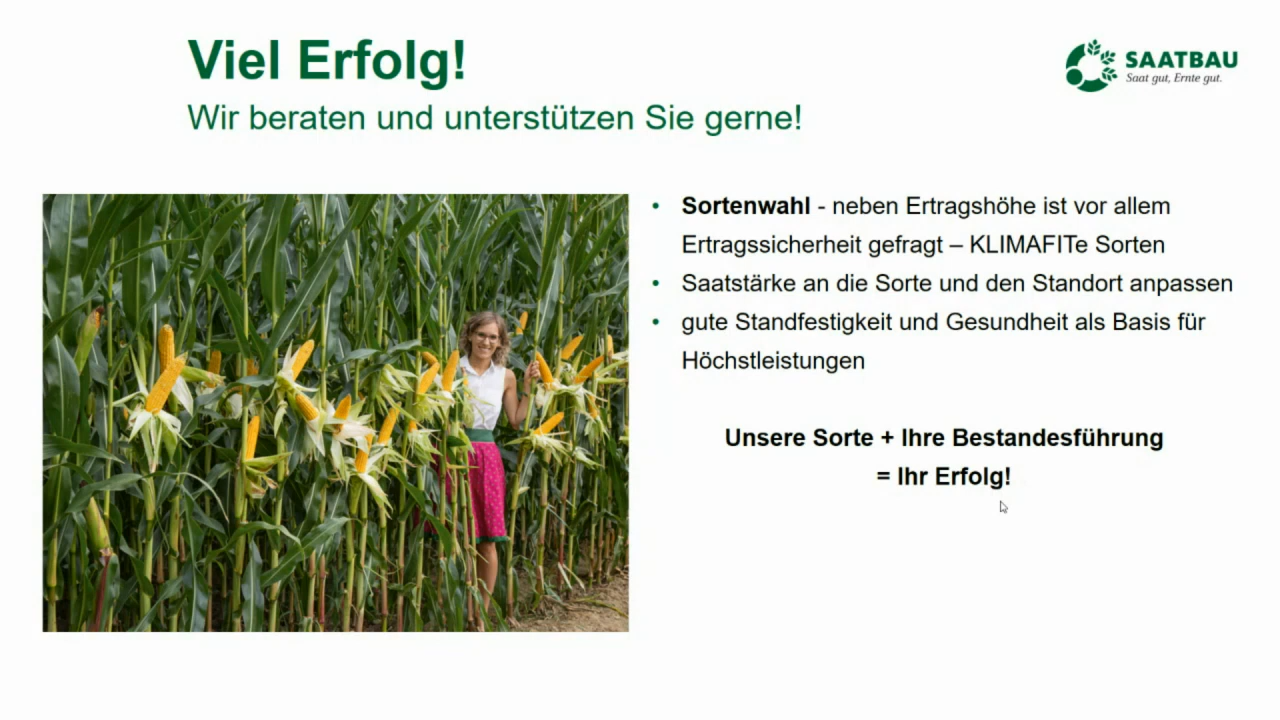 Viel Erfolg!
Wir beraten und unterstützen Sie gerne!
SAATBAU
Saat gut, Ernte gut.
• Sortenwahl - neben Ertragshöhe ist vor allem
Ertragssicherheit gefragt – KLIMAFITe Sorten
• Saatstärke an die Sorte und den Standort anpassen
• gute Standfestigkeit und Gesundheit als Basis für
Höchstleistungen
Unsere Sorte + Ihre Bestandesführung
= Ihr Erfolg!